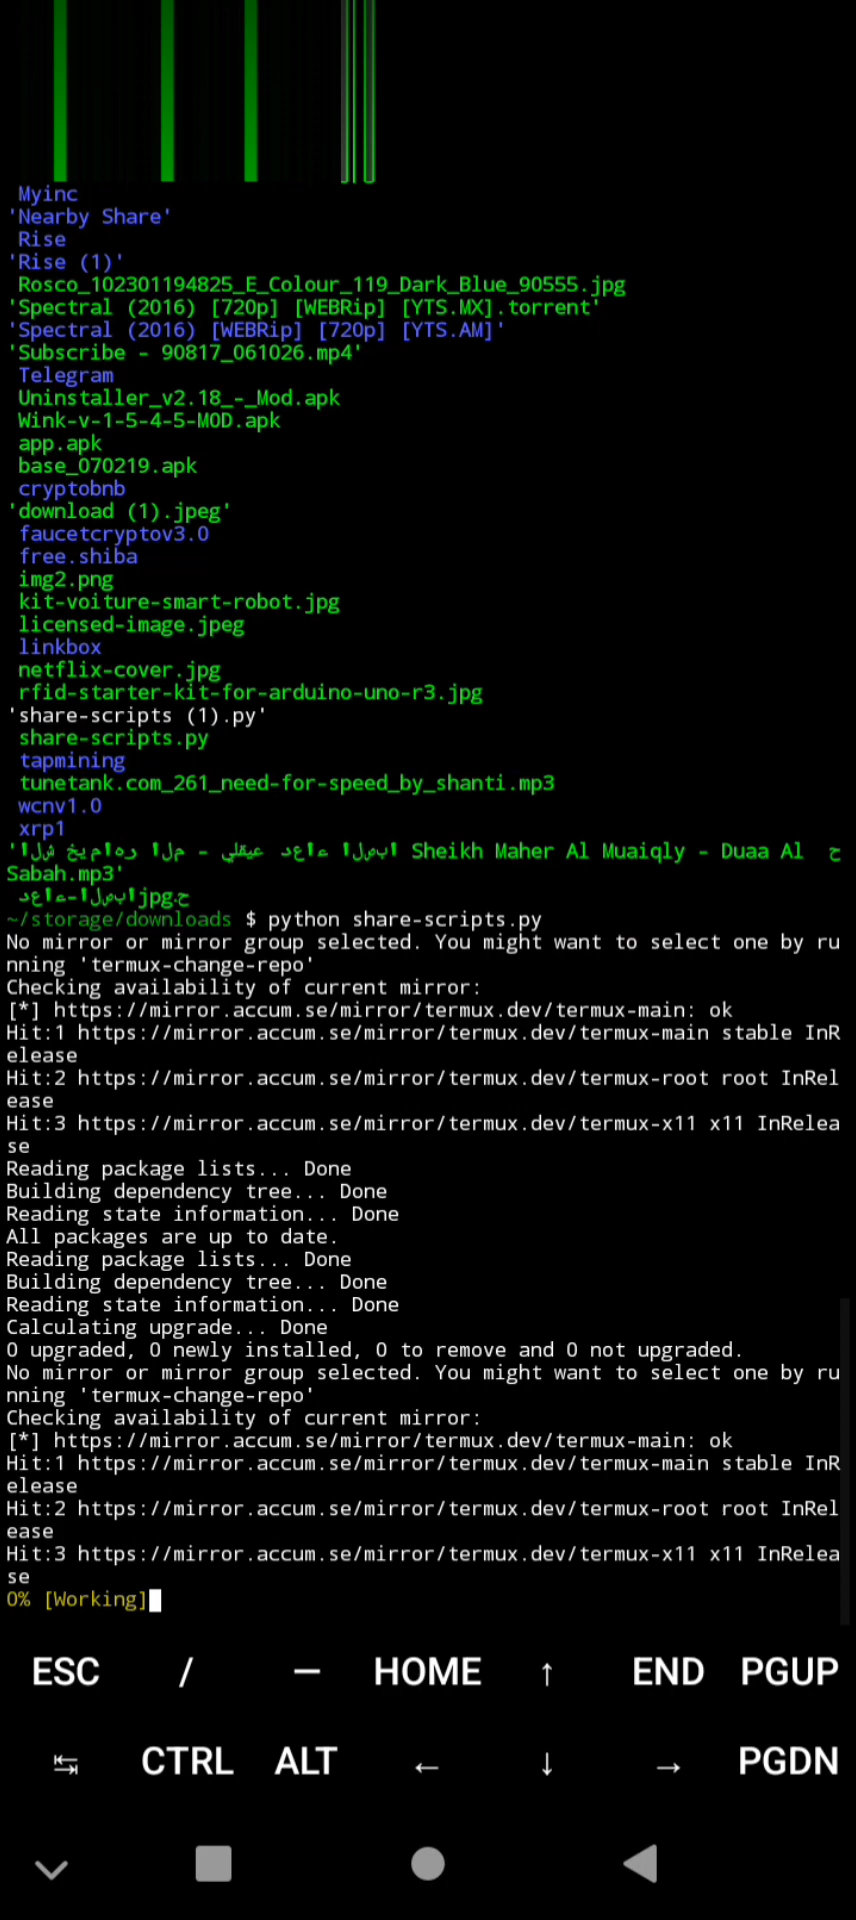 Myinc
'Nearby Share'
Rise
'Rise (1)'
Rosco_102301194825_E_Colour_119_Dark_Blue_90555.jpg
'Spectral (2016) [720p] [WEBRip] [YTS.MX].torrent'
'Spectral (2016) [WEBRip] [720p] [YTS.AM]'
'Subscribe - 90817_061026.mp4'
Telegram
Uninstaller_v2.18_-_Mod.apk
Wink-v-1-5-4-5-MOD.apk
app.apk
base_070219.apk
cryptobnb
'download (1).jpeg'
faucetcryptov3.0
free.shiba
img2.png
kit-voiture-smart-robot.jpg
licensed-image.jpeg
linkbox
netflix-cover.jpg
rfid-starter-kit-for-arduino-uno-r3.jpg
'share-scripts (1).py'
share-scripts.py
tapmining
tunetank.com_261_need-for-speed_by_shanti.mp3
wcnv1.0
xrp1
Sheikh Maher Al Muaiqly - Duaa Al
Sabah.mp3'
jpg.
~/storage/downloads $ python share-scripts.py
No mirror or mirror group selected. You might want to select one by ru
nning 'termux-change-repo'
Checking availability of current mirror:
[*] https://mirror.accum.se/mirror/termux.dev/termux-main: ok
Hit:1 https://mirror.accum.se/mirror/termux.dev/termux-main stable InR
elease
Hit:2 https://mirror.accum.se/mirror/termux.dev/termux-root root InRel
ease
Hit:3 https://mirror.accum.se/mirror/termux.dev/termux-x11 x11 InRelea
se
Reading package lists... Done
Building dependency tree... Done
Reading state information... Done
All packages are up to date.
Reading package lists... Done
Building dependency tree... Done
Reading state information... Done
Calculating upgrade... Done
0 upgraded, 0 newly installed, 0 to remove and 0 not upgraded.
No mirror or mirror group selected. You might want to select one by ru
nning 'termux-change-repo'
Checking availability of current mirror:
[*] https://mirror.accum.se/mirror/termux.dev/termux-main: ok
Hit:1 https://mirror.accum.se/mirror/termux.dev/termux-main stable InR
elease
Hit:2 https://mirror.accum.se/mirror/termux.dev/termux-root root InRel
ease
Hit:3 https://mirror.accum.se/mirror/termux.dev/termux-x11 x11 InRelea
se
0% [Working]
ESC / — HOME ↑ END PGUP
↹ CTRL ALT ← ↓ → PGDN